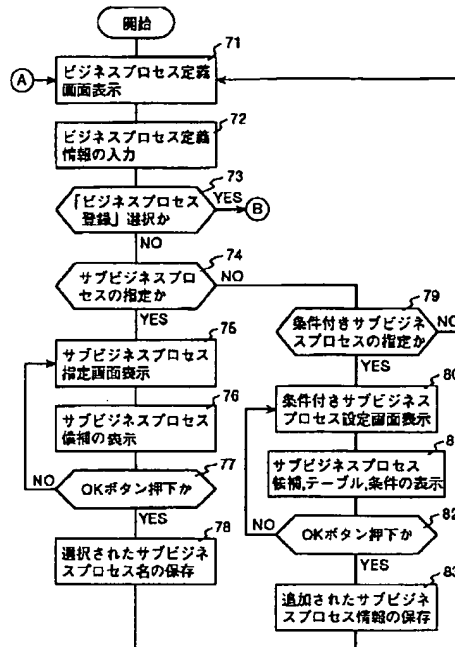 開始
71
A
ビジネスプロセス定義
画面表示
72
ビジネスプロセス定義
情報の入力
73
「ビジネスプロセス
登録」選択か
YES
B
NO
74
サブビジネスプロ
セスの指定か
NO
YES
79
条件付きサブビジネ
スプロセスの指定か
NO
YES
75
サブビジネスプロセス
指定画面表示
80
条件付きサブビジネス
プロセス設定画面表示
76
サブビジネスプロセス
候補の表示
8
サブビジネスプロセス
候補,テーブル,条件の表示
77
OKボタン押下か
NO
YES
82
OKボタン押下か
NO
YES
78
選択されたサブビジネ
スプロセス名の保存
83
追加されたサブビジネ
スプロセス情報の保存